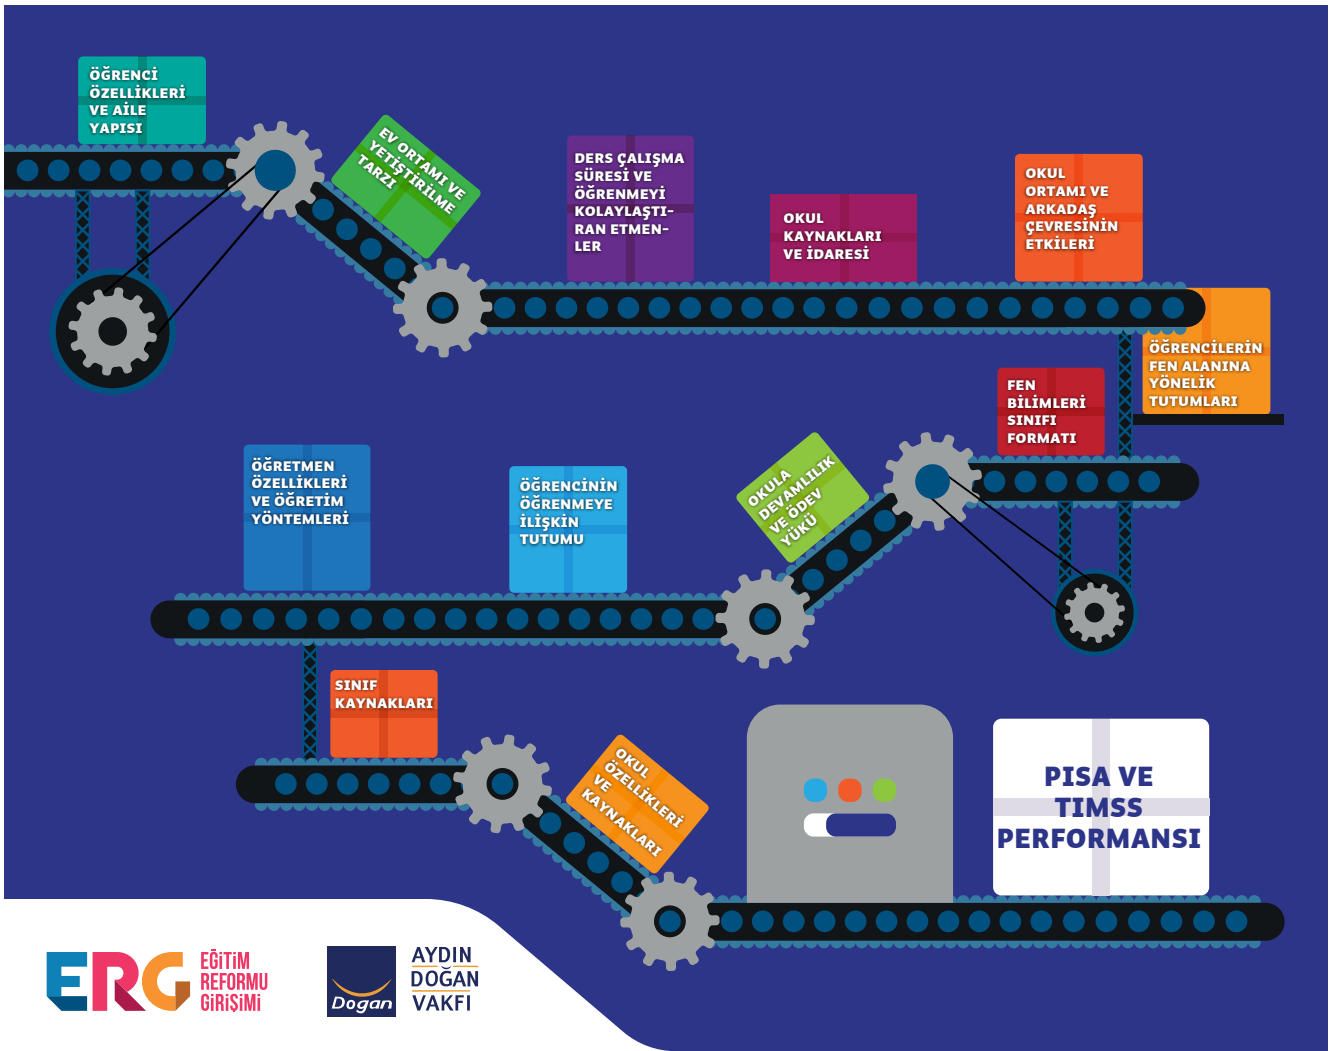 ÖĞRENCİ
ÖZELLİKLERİ
VE AİLE
YAPISI
EV ORTAMI VE
YETİŞTİRİLME
TARZI
DERS ÇALIŞMA
SÜRESİ VE
ÖĞRENMEYİ
KOLAYLAŞTI-
RAN ETMEN-
LER
OKUL
KAYNAKLARI
VE İDARESİ
OKUL
ORTAMI VE
ARKADAŞ
ÇEVRESİNİN
ETKİLERİ
ÖĞRENCİLERİN
FEN ALANINA
YÖNELİK
TUTUMLARI
FEN
BİLİMLERİ
SINIFI
FORMATI
OKULA
DEVAMLILIK
VE ÖDEV
YÜKÜ
ÖĞRENCİNİN
ÖĞRENMEYE
İLİŞKİN
TUTUMU
ÖĞRETMEN
ÖZELLİKLERİ
VE ÖĞRETİM
YÖNTEMLERİ
SINIF
KAYNAKLARI
OKUL
ÖZELLİKLERİ
VE
KAYNAKLARI
PISA VE
TIMSS
PERFORMANSI
ERG
EĞİTİM
REFORMU
GİRİŞİMİ
Doğan
AYDIN
DOĞAN
VAKFI